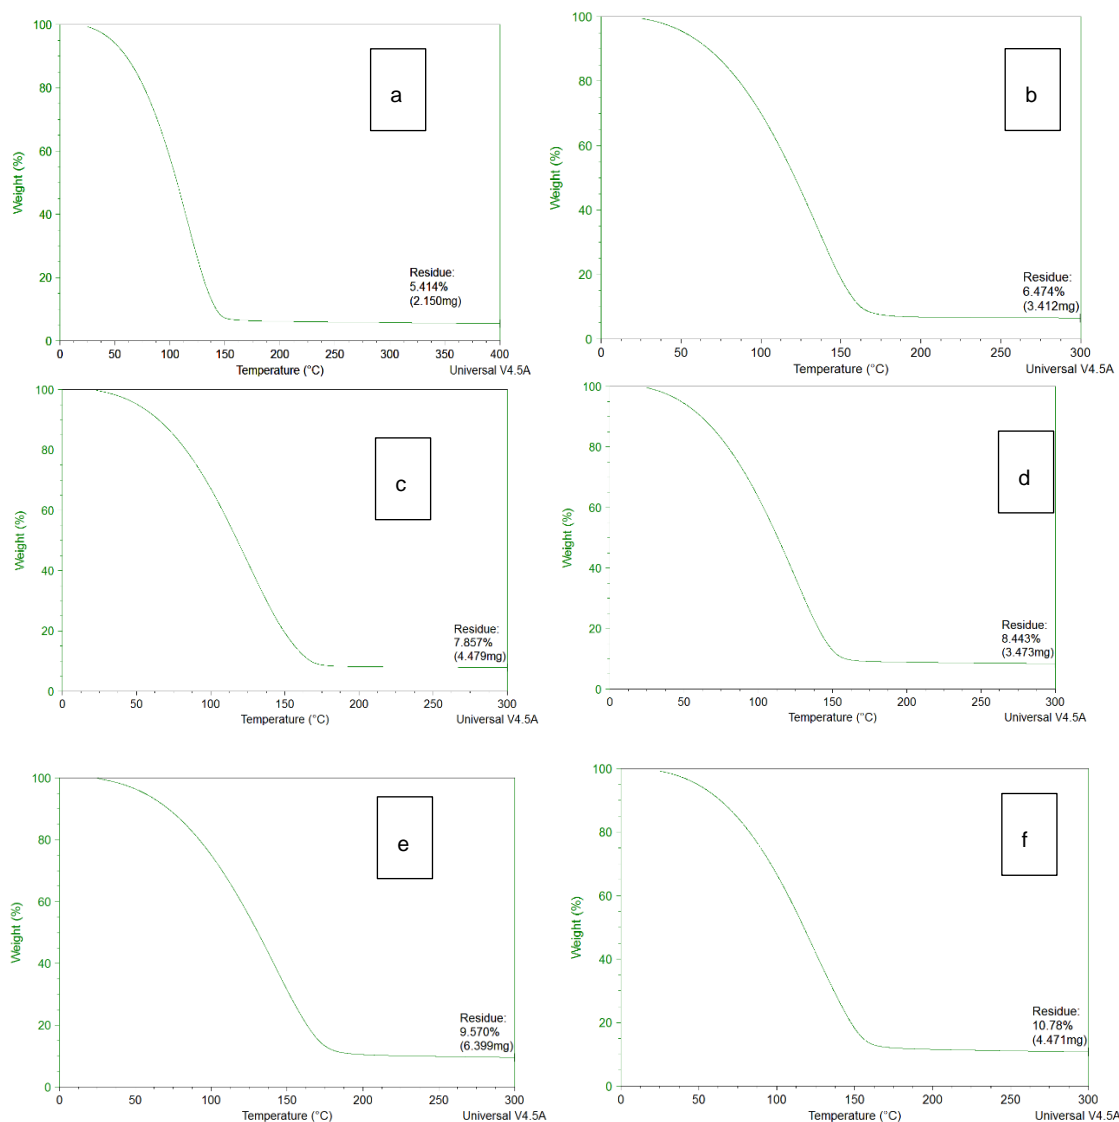 100
80
60
40
20
0
Weight (%)
a
Residue:
5.414%
(2.150mg)
0 50 100 150 200 250 300 350 400
Temperature (°C)
Universal V4.5A
100
80
60
40
20
0
Weight (%)
b
Residue:
6.474%
(3.412mg)
0 50 100 150 200 250 300
Temperature (°C)
Universal V4.5A
100
80
60
40
20
0
Weight (%)
c
Residue:
7.857%
(4.479mg)
0 50 100 150 200 250 300
Temperature (°C)
Universal V4.5A
100
80
60
40
20
0
Weight (%)
d
Residue:
8.443%
(3.473mg)
0 50 100 150 200 250 300
Temperature (°C)
Universal V4.5A
100
80
60
40
20
0
Weight (%)
e
Residue:
9.570%
(6.399mg)
0 50 100 150 200 250 300
Temperature (°C)
Universal V4.5A
100
80
60
40
20
0
Weight (%)
f
Residue:
10.78%
(4.471mg)
0 50 100 150 200 250 300
Temperature (°C)
Universal V4.5A